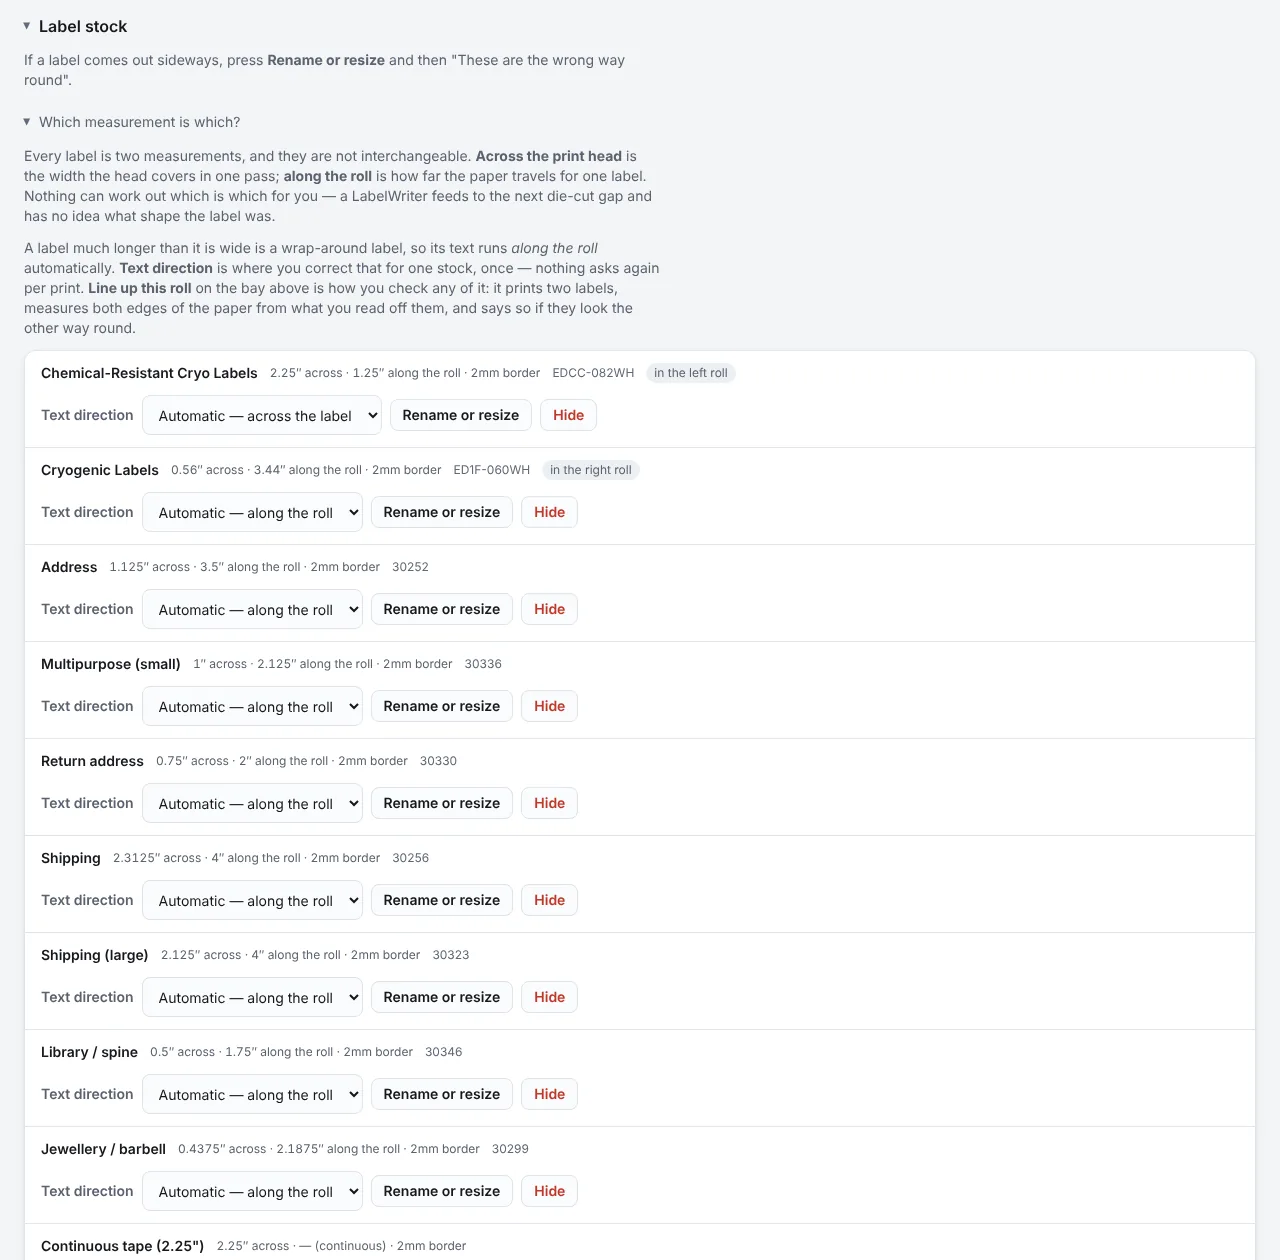 ▾ Label stock
If a label comes out sideways, press Rename or resize and then "These are the wrong way
round".
▾ Which measurement is which?
Every label is two measurements, and they are not interchangeable. Across the print head is
the width the head covers in one pass; along the roll is how far the paper travels for one label.
Nothing can work out which is which for you — a LabelWriter feeds to the next die-cut gap and
has no idea what shape the label was.
A label much longer than it is wide is a wrap-around label, so its text runs along the roll
automatically. Text direction is where you correct that for one stock, once — nothing asks again
per print. Line up this roll on the bay above is how you check any of it: it prints two labels,
measures both edges of the paper from what you read off them, and says so if they look the
other way round.
Chemical-Resistant Cryo Labels 2.25″ across · 1.25″ along the roll · 2mm border EDCC-082WH in the left roll
Text direction Automatic — across the label Rename or resize Hide
Cryogenic Labels 0.56″ across · 3.44″ along the roll · 2mm border ED1F-060WH in the right roll
Text direction Automatic — along the roll Rename or resize Hide
Address 1.125″ across · 3.5″ along the roll · 2mm border 30252
Text direction Automatic — along the roll Rename or resize Hide
Multipurpose (small) 1″ across · 2.125″ along the roll · 2mm border 30336
Text direction Automatic — along the roll Rename or resize Hide
Return address 0.75″ across · 2″ along the roll · 2mm border 30330
Text direction Automatic — along the roll Rename or resize Hide
Shipping 2.3125″ across · 4″ along the roll · 2mm border 30256
Text direction Automatic — along the roll Rename or resize Hide
Shipping (large) 2.125″ across · 4″ along the roll · 2mm border 30323
Text direction Automatic — along the roll Rename or resize Hide
Library / spine 0.5″ across · 1.75″ along the roll · 2mm border 30346
Text direction Automatic — along the roll Rename or resize Hide
Jewellery / barbell 0.4375″ across · 2.1875″ along the roll · 2mm border 30299
Text direction Automatic — along the roll Rename or resize Hide
Continuous tape (2.25") 2.25″ across · — (continuous) · 2mm border